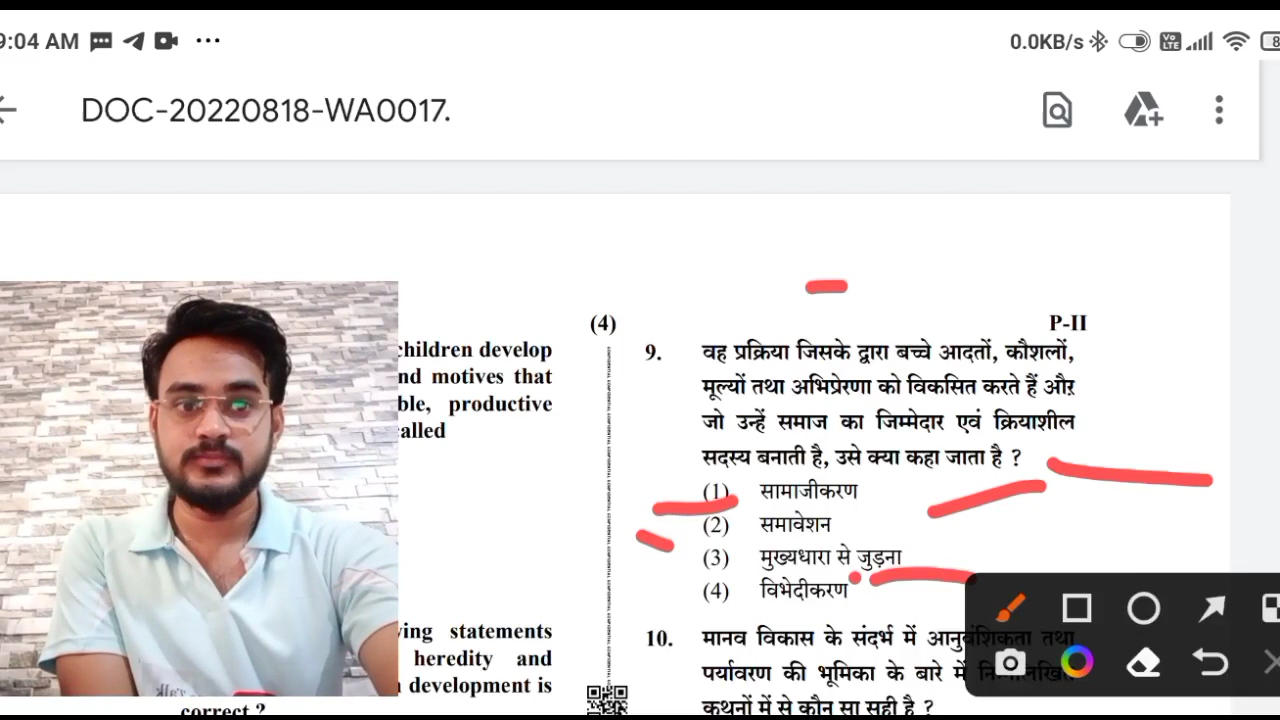 9:04 AM
0.0KB/s
DOC-20220818-WA0017.
(4)
P-II
children develop
nd motives that
ble, productive
called
9. वह प्रक्रिया जिसके द्वारा बच्चे आदतों, कौशलों,
मूल्यों तथा अभिप्रेरणा को विकसित करते हैं और
जो उन्हें समाज का जिम्मेदार एवं क्रियाशील
सदस्य बनाती है, उसे क्या कहा जाता है ?
(1) सामाजीकरण
(2) समावेशन
(3) मुख्यधारा से जुड़ना
(4) विभेदीकरण
ving statements
heredity and
development is
correct ?
10. मानव विकास के संदर्भ में आनुवंशिकता तथा
पर्यावरण की भूमिका के बारे में निम्नलिखित
कथनों में से कौन सा सही है ?